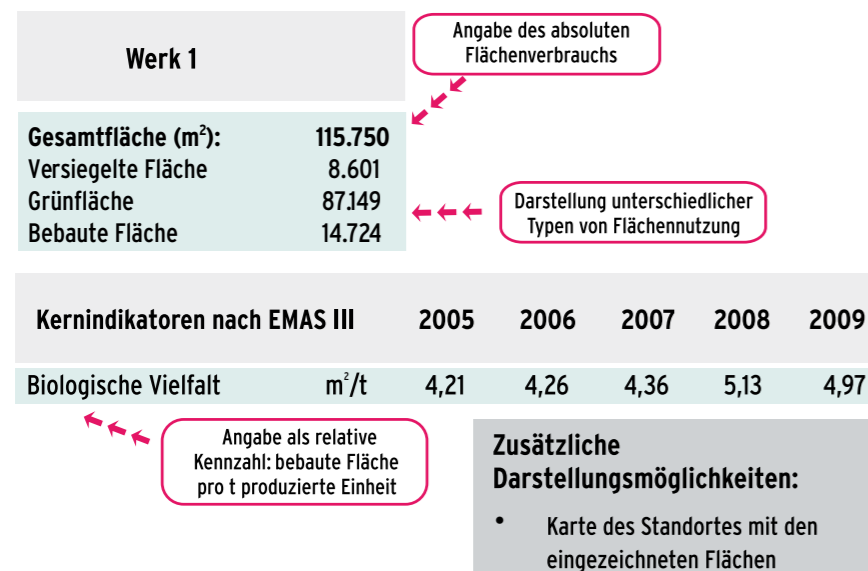 Werk 1
Angabe des absoluten
Flächenverbrauchs
Gesamtfläche (m²): 115.750
Versiegelte Fläche 8.601
Grünfläche 87.149
Bebaute Fläche 14.724
Darstellung unterschiedlicher
Typen von Flächennutzung
Kernindikatoren nach EMAS III 2005 2006 2007 2008 2009
Biologische Vielfalt m²/t 4,21 4,26 4,36 5,13 4,97
Angabe als relative
Kennzahl: bebaute Fläche
pro t produzierte Einheit
Zusätzliche
Darstellungsmöglichkeiten:
• Karte des Standortes mit den
eingezeichneten Flächen